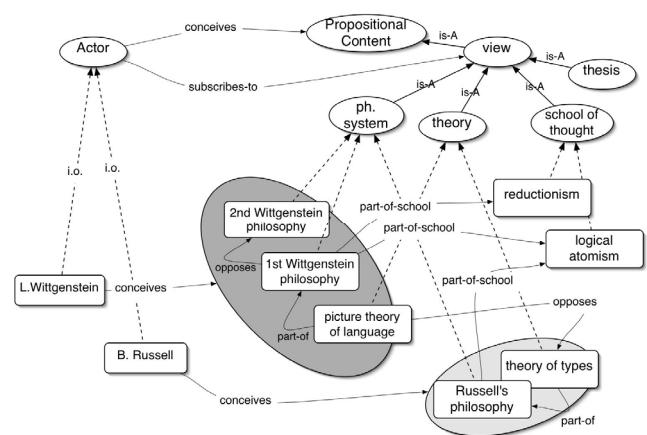 conceives
Propositional
Content
is-A
Actor
view
is-A
thesis
subscribes-to
is-A
is-A
is-A
ph.
system
theory
school of
thought
i.o.
i.o.
reductionism
part-of-school
2nd Wittgenstein
philosophy
part-of-school
logical
atomism
opposes
1st Wittgenstein
philosophy
part-of-school
L.Wittgenstein
conceives
opposes
picture theory
of language
part-of
B. Russell
theory of types
Russell's
philosophy
conceives
part-of